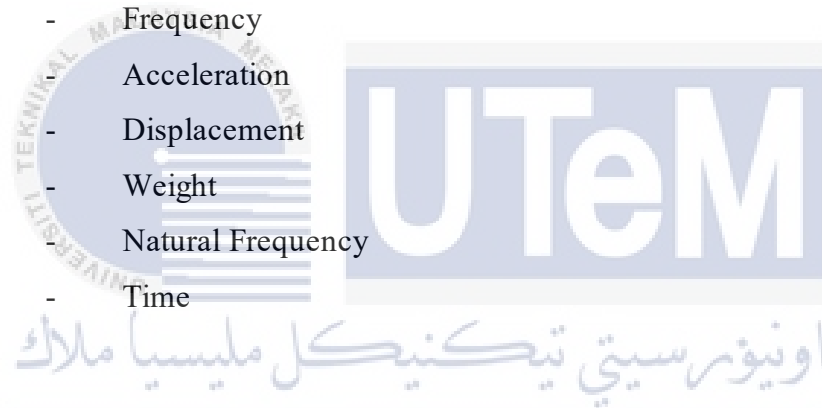 - Frequency
- Acceleration
- Displacement
- Weight
- Natural Frequency
- Time
UTeM
اونيۏرسيتي تيكنيكل مليسيا ملاك